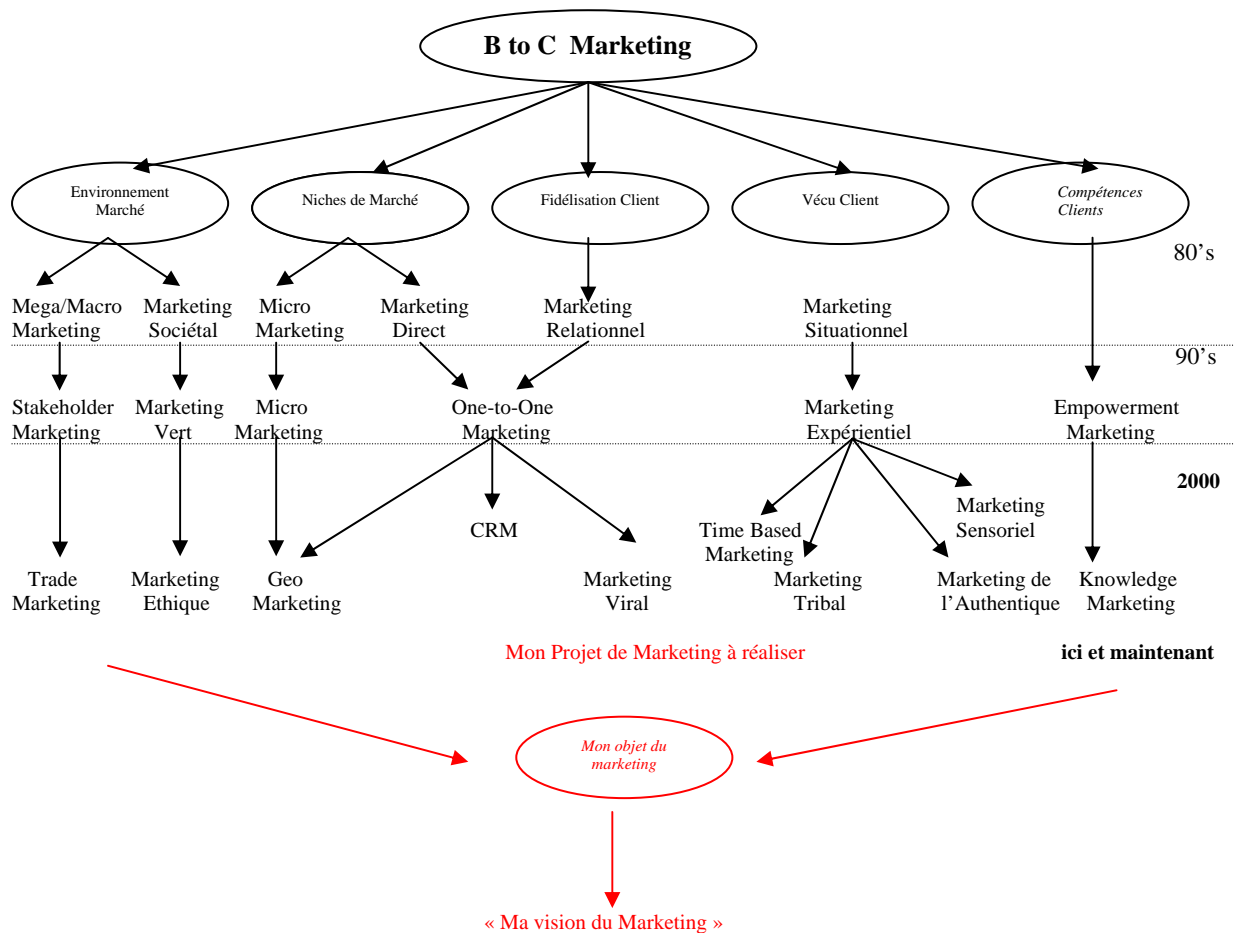 B to C  Marketing
Environnement
Marché
Niches de Marché
Fidélisation Client
Vécu Client
Compétences
Clients
80’s
Mega/Macro
Marketing
Marketing
Sociétal
Micro
Marketing
Marketing
Direct
Marketing
Relationnel
Marketing
Situationnel
90’s
Stakeholder
Marketing
Marketing
Vert
Micro
Marketing
One-to-One
Marketing
Marketing
Expérientiel
Empowerment
Marketing
2000
CRM
Time Based
Marketing
Marketing
Sensoriel
Trade
Marketing
Marketing
Ethique
Geo
Marketing
Marketing
Viral
Marketing
Tribal
Marketing de
l’Authentique
Knowledge
Marketing
Mon Projet de Marketing à réaliser
ici et maintenant
Mon objet du
marketing
« Ma vision du Marketing »